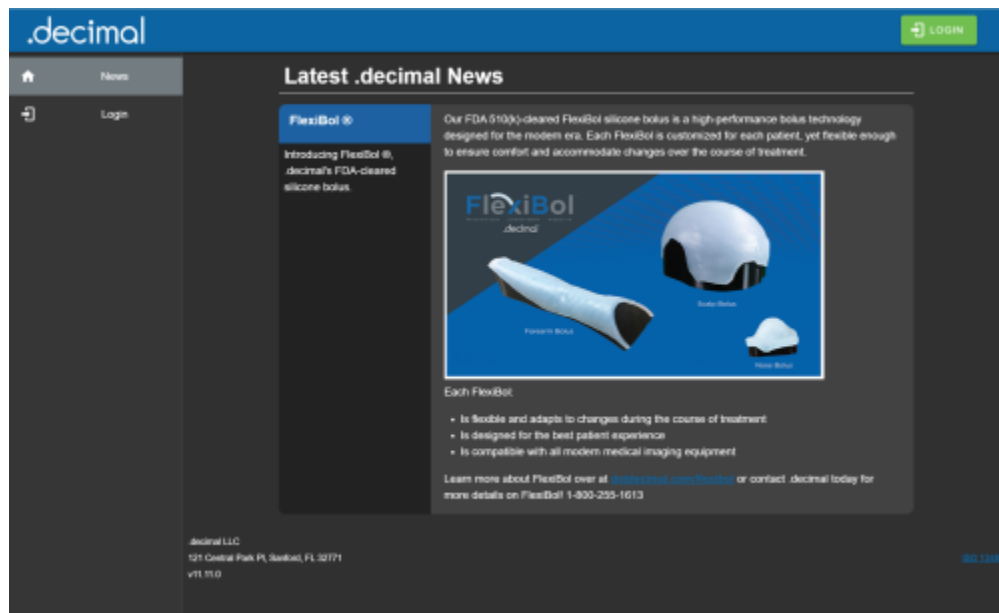 .decimal
LOGIN
News
Login
Latest .decimal News
FlexiBol ®
Introducing FlexiBol ®,
.decimal's FDA-cleared
silicone bolus.
Our FDA 510(k)-cleared FlexiBol silicone bolus is a high-performance bolus technology
designed for the modern era. Each FlexiBol is customized for each patient, yet flexible enough
to ensure comfort and accommodate changes over the course of treatment.
FlexiBol
.decimal
Scalp Bolus
Forearm Bolus
Nose Bolus
Each FlexiBol:
• Is flexible and adapts to changes during the course of treatment
• Is designed for the best patient experience
• Is compatible with all modern medical imaging equipment
Learn more about FlexiBol over at or contact .decimal today for
more details on FlexiBol! 1-800-255-1613
.decimal LLC
121 Central Park Pl, Sanford, FL 32771
v11.11.0